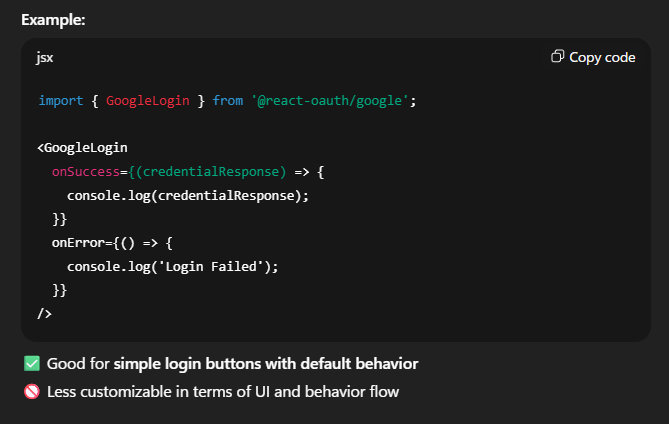 Example:
jsx
Copy code
import { GoogleLogin } from '@react-oauth/google';
<GoogleLogin
  onSuccess={(credentialResponse) => {
    console.log(credentialResponse);
  }}
  onError={() => {
    console.log('Login Failed');
  }}
/>
✅ Good for simple login buttons with default behavior
🚫 Less customizable in terms of UI and behavior flow